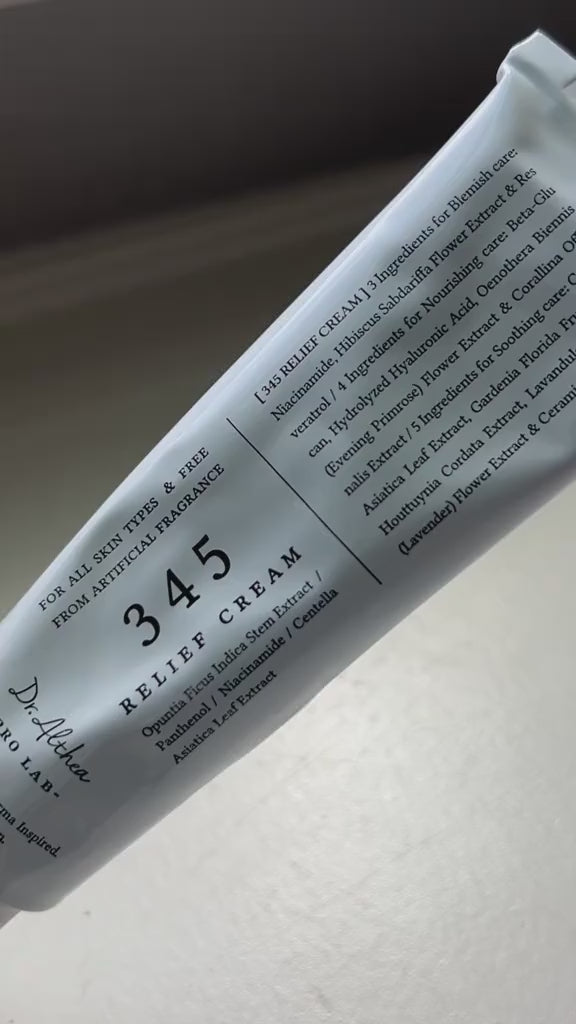 [ 345 RELIEF CREAM ] 3 Ingredients for Blemish care:
Niacinamide, Hibiscus Sabdariffa Flower Extract & Res
veratrol / 4 Ingredients for Nourishing care: Beta-Glu
can, Hydrolyzed Hyaluronic Acid, Oenothera Biennis
(Evening Primrose) Flower Extract & Corallina
nalis Extract / 5 Ingredients for Soothing care:
Asiatica Leaf Extract, Gardenia Florida
Houttuynia Cordata Extract,
(Lavender) Flower Extract &
FOR ALL SKIN TYPES & FREE
FROM ARTIFICIAL FRAGRANCE
345
RELIEF CREAM
Opuntia Ficus Indica Stem Extract /
Panthenol / Niacinamide / Centella
Asiatica Leaf Extract
Dr. Althea
PRO LAB-
Inspired.